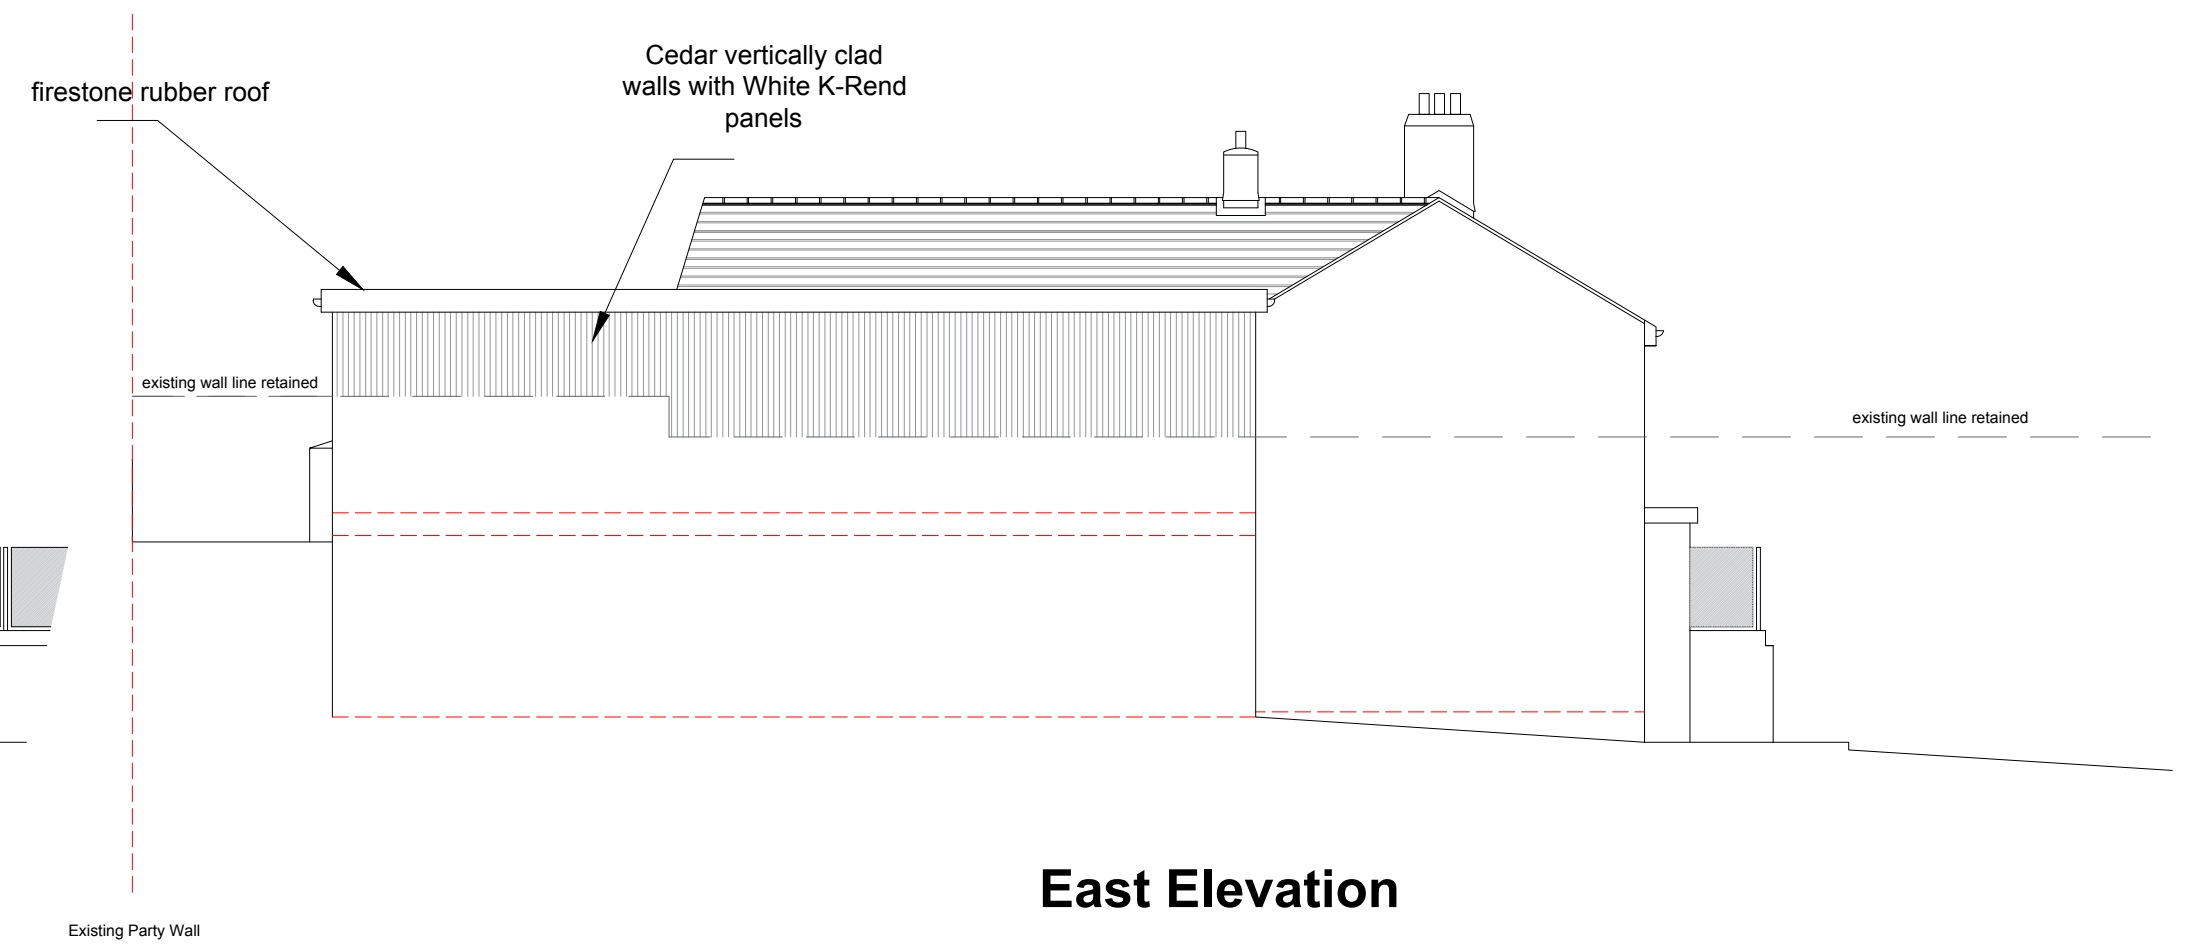 Cedar vertically clad
walls with White K-Rend
panels
firestone rubber roof
existing wall line retained
existing wall line retained
East Elevation
Existing Party Wall